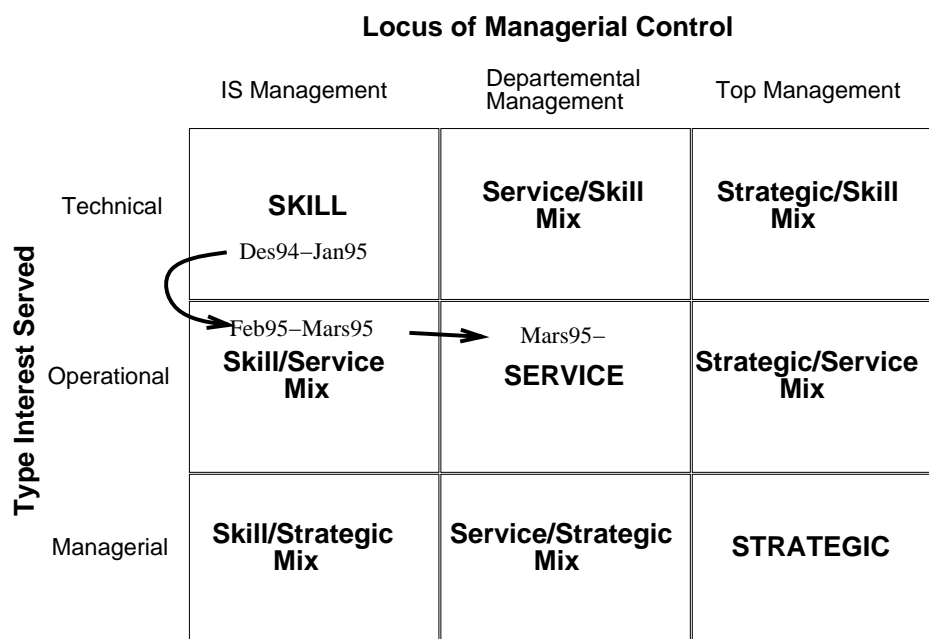 Locus of Managerial Control
IS Management
Departemental
Management
Top Management
Type Interest Served
Technical
SKILL
Des94–Jan95
Service/Skill
Mix
Strategic/Skill
Mix
Operational
Feb95–Mars95
Skill/Service
Mix
Mars95–
SERVICE
Strategic/Service
Mix
Managerial
Skill/Strategic
Mix
Service/Strategic
Mix
STRATEGIC